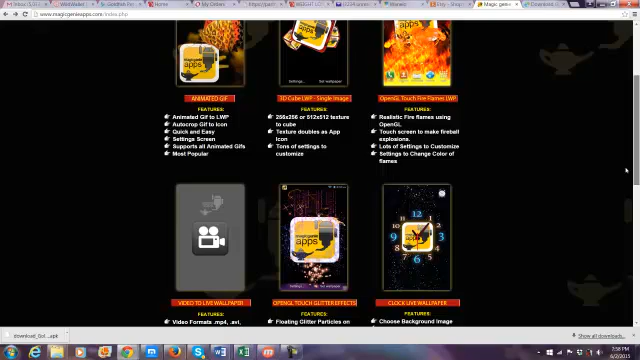 www.magicgenieapps.com/index.php
ANIMATED GIF
3D Cube LWP - Single Image
OpenGL Touch Fire Flames LWP
FEATURES:
FEATURES:
FEATURES:
Animated Gif to LWP
Autocrop Gif to Icon
Quick and Easy
Settings Screen
Supports all Animated Gifs
Most Popular
256x256 or 512x512 texture
to cube
Texture doubles as App
Icon
Tons of settings to
customize
Realistic Fire flames using
OpenGL
Touch screen to make fireball
explosions.
Lots of Settings to Customize
Settings to Change Color of
flames
VIDEO TO LIVE WALLPAPER
OPENGL TOUCH GLITTER EFFECTS
CLOCK LIVE WALLPAPER
FEATURES:
FEATURES:
FEATURES:
Video Formats .mp4, .avi,
Floating Glitter Particles on
Choose Background Image
Show all downloads...
7:58 PM
6/2/2015